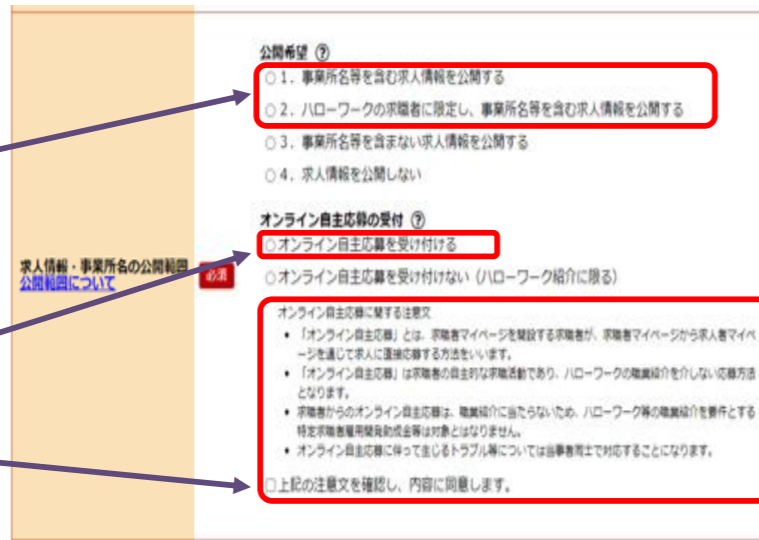 公開希望 ?
○1．事業所名等を含む求人情報を公開する
○2．ハローワークの求職者に限定し、事業所名等を含む求人情報を公開する
○3．事業所名等を含まない求人情報を公開する
○4．求人情報を公開しない
オンライン自主応募の受付 ?
○オンライン自主応募を受け付ける
求人情報・事業所名の公開範囲 必須
公開範囲について
○オンライン自主応募を受け付けない（ハローワーク紹介に限る）
オンライン自主応募に関する注意文
• 「オンライン自主応募」とは、求職者マイページを開設する求職者が、求職者マイページから求人者マイペ
ージを通じて求人に直接応募する方法をいいます。
• 「オンライン自主応募」は求職者の自主的な求職活動であり、ハローワークの職業紹介を介しない応募方法
となります。
• 求職者からのオンライン自主応募は、職業紹介に当たらないため、ハローワーク等の職業紹介を要件とする
特定求職者雇用開発助成金等は対象とはなりません。
• オンライン自主応募に伴って生じるトラブル等については当事者同士で対応することになります。
□上記の注意文を確認し、内容に同意します。